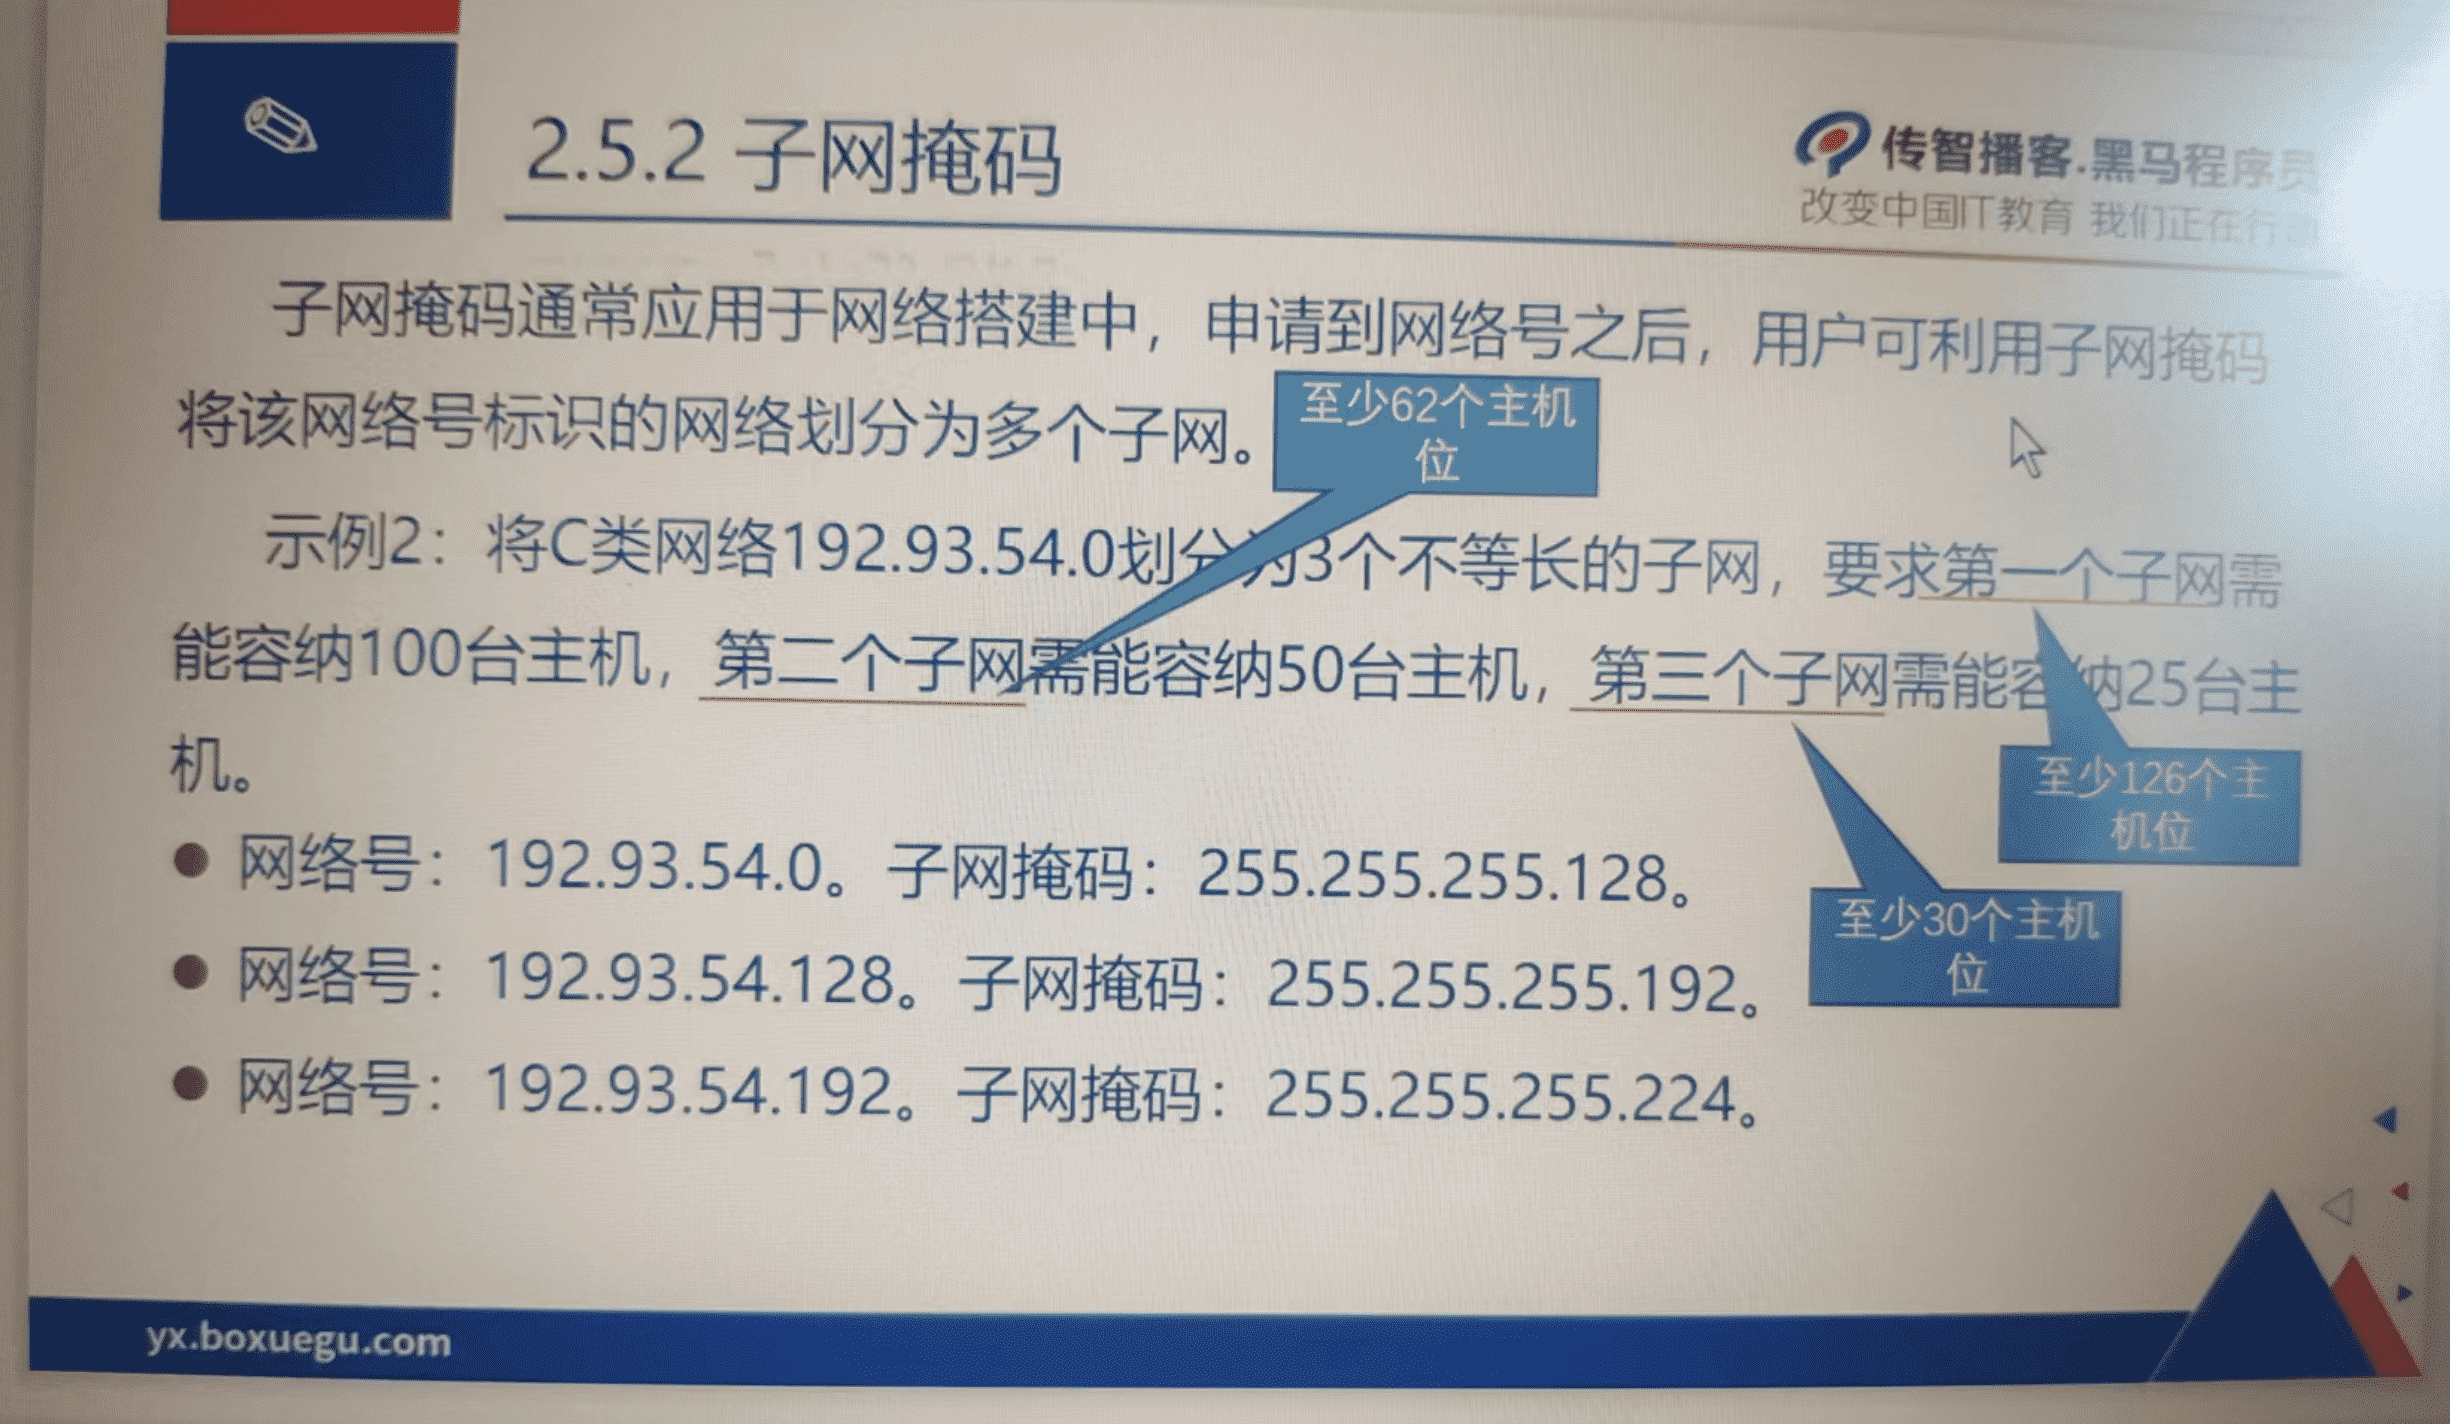 2.5.2 子网掩码
传智播客.黑马程序员
改变中国IT教育 我们正在行
子网掩码通常应用于网络搭建中，申请到网络号之后，用户可利用子网掩码
将该网络号标识的网络划分为多个子网。
至少62个主机
位
示例2：将C类网络192.93.54.0划分为3个不等长的子网，要求第一个子网需
能容纳100台主机，第二个子网需能容纳50台主机，第三个子网需能容纳25台主
机。
至少126个主
机位
网络号：192.93.54.0。子网掩码：255.255.255.128。
至少30个主机
位
网络号：192.93.54.128。子网掩码：255.255.255.192。
网络号：192.93.54.192。子网掩码：255.255.255.224。
yx.boxuegu.com